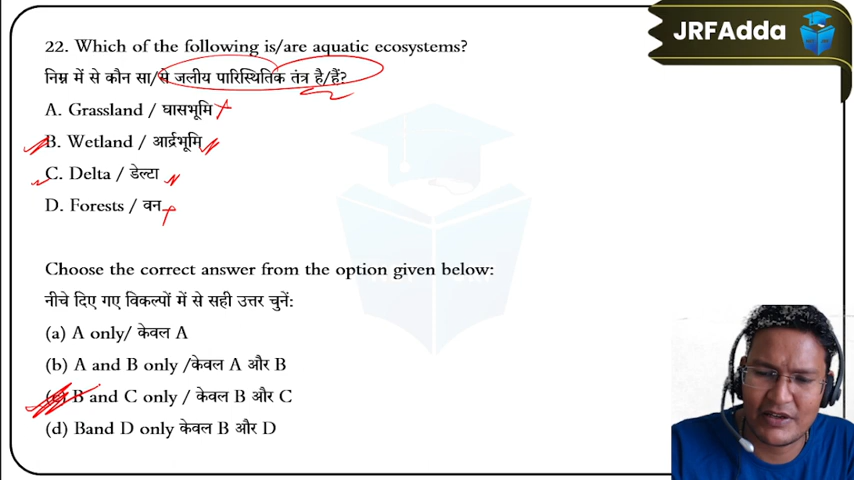 JRFAdda
22. Which of the following is/are aquatic ecosystems?
निम्न में से कौन सा/से जलीय पारिस्थितिक तंत्र है/हैं?
A. Grassland / घासभूमि
B. Wetland / आर्द्रभूमि
C. Delta / डेल्टा
D. Forests / वन
Choose the correct answer from the option given below:
नीचे दिए गए विकल्पों में से सही उत्तर चुनें:
(a) A only/ केवल A
(b) A and B only /केवल A और B
(c) B and C only / केवल B और C
(d) Band D only केवल B और D